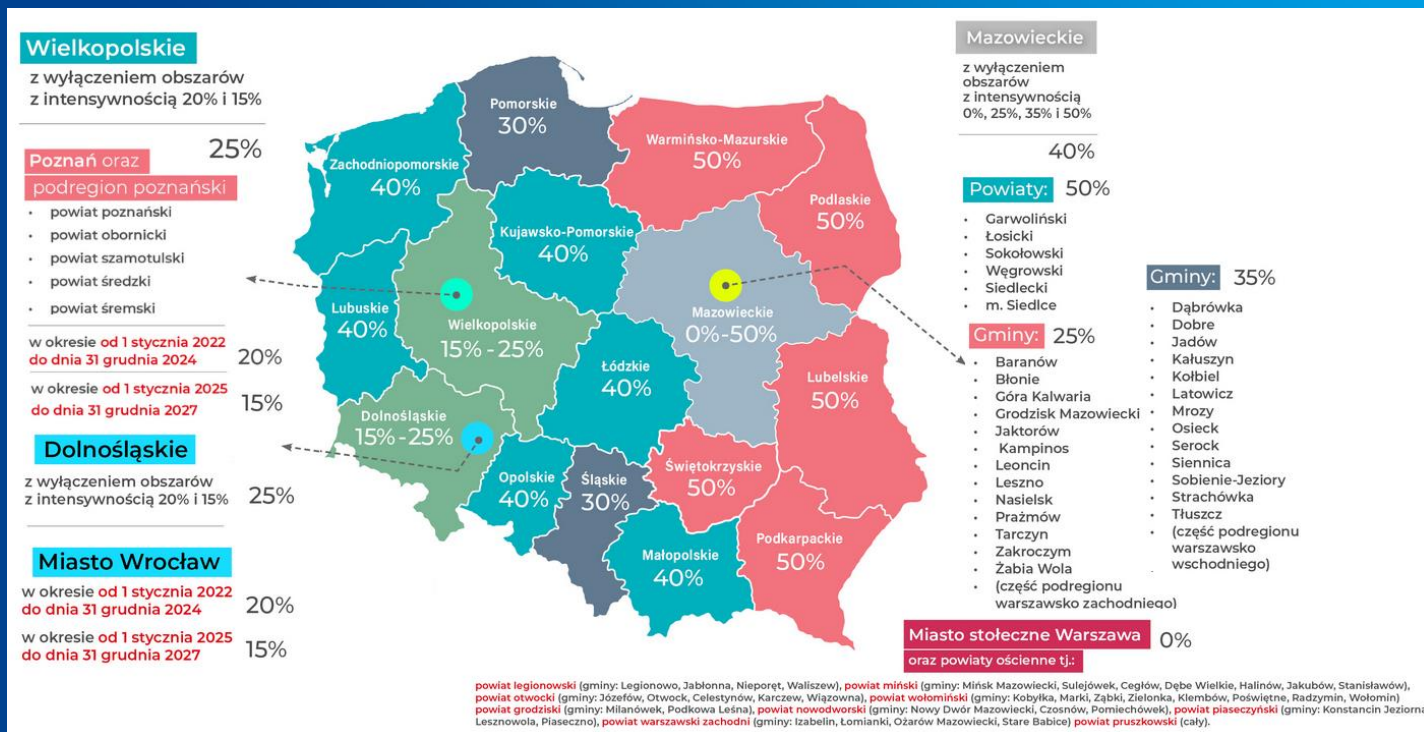 Wielkopolskie
z wyłączeniem obszarów
z intensywnością 20% i 15%
25%
Poznań oraz
podregion poznański
• powiat poznański
• powiat obornicki
• powiat szamotulski
• powiat średzki
• powiat śremski
w okresie od 1 stycznia 2022
do dnia 31 grudnia 2024
20%
w okresie od 1 stycznia 2025
do dnia 31 grudnia 2027
15%
Dolnośląskie
z wyłączeniem obszarów
z intensywnością 20% i 15%
25%
Miasto Wrocław
w okresie od 1 stycznia 2022
do dnia 31 grudnia 2024
20%
w okresie od 1 stycznia 2025
do dnia 31 grudnia 2027
15%
Pomorskie
30%
Warmińsko-Mazurskie
50%
Zachodniopomorskie
40%
Podlaskie
50%
Kujawsko-Pomorskie
40%
Lubuskie
40%
Wielkopolskie
15% - 25%
Mazowieckie
0%-50%
Łódzkie
40%
Lubelskie
50%
Dolnośląskie
15% - 25%
Opolskie
40%
Śląskie
30%
Świętokrzyskie
50%
Małopolskie
40%
Podkarpackie
50%
Mazowieckie
z wyłączeniem
obszarów
z intensywnością
0%, 25%, 35% i 50%
40%
Powiaty: 50%
• Garwoliński
• Łosicki
• Sokołowski
• Węgrowski
• Siedlecki
• m. Siedlce
Gminy: 25%
• Baranów
• Błonie
• Góra Kalwaria
• Grodzisk Mazowiecki
• Jaktorów
• Kampinos
• Leoncin
• Leszno
• Nasielsk
• Prażmów
• Tarczyn
• Zakroczym
• Żabia Wola
• (część podregionu
warszawsko zachodniego)
Gminy: 35%
• Dąbrówka
• Dobre
• Jadów
• Kałuszyn
• Kołbiel
• Latowicz
• Mrozy
• Osieck
• Serock
• Siennica
• Sobienie-Jeziory
• Strachówka
• Tłuszcz
• (część podregionu
warszawsko
wschodniego)
Miasto stołeczne Warszawa 0%
oraz powiaty ościenne tj.:
powiat legionowski (gminy: Legionowo, Jabłonna, Nieporęt, Waliszew), powiat miński (gminy: Mińsk Mazowiecki, Sulejówek, Cegłów, Dębe Wielkie, Halinów, Jakubów, Stanisławów),
powiat otwocki (gminy: Józefów, Otwock, Celestynów, Karczew, Wiązowna), powiat wołomiński (gminy: Kobyłka, Marki, Ząbki, Zielonka, Klembów, Poświętne, Radzymin, Wołomin)
powiat grodziski (gminy: Milanówek, Podkowa Leśna), powiat nowodworski (gminy: Nowy Dwór Mazowiecki, Czosnów, Pomiechówek), powiat piaseczyński (gminy: Konstancin Jeziorna,
Lesznowola, Piaseczno), powiat warszawski zachodni (gminy: Izabelin, Łomianki, Ożarów Mazowiecki, Stare Babice) powiat pruszkowski (cały).